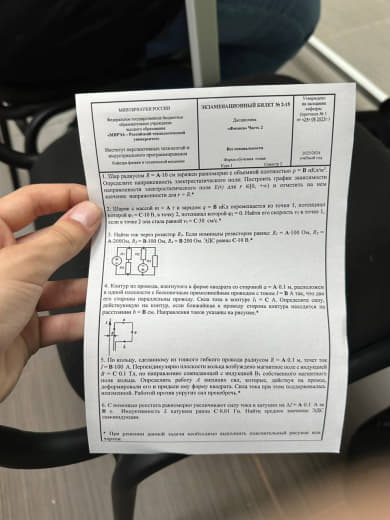 МИНОБРНАУКИ РОССИИ
Федеральное государственное бюджетное
образовательное учреждение
высшего образования
«МИРЭА – Российский технологический
университет»
Институт перспективных технологий и
индустриального программирования
Кафедра физики и технической механики
ЭКЗАМЕНАЦИОННЫЙ БИЛЕТ № 2-15
Дисциплина
«Физика» Часть 2
Все специальности
Форма обучения: очная
Курс 1 Семестр 2
Утверждено
на заседании
кафедры
(протокол № 1
от
2023/2024
учебный год
1. Шар радиусом R = A·10 см заряжен равномерно с объемной плотностью ρ = B нКл/м³.
Определите напряженность электростатического поля. Построить график зависимости
напряженности электростатического поля E(r) для r ∈[0, +∞) и отметить на нем
значение напряженности для r = R.*
2. Шарик с массой m = A г и зарядом q = B нКл перемещается из точки 1, потенциал
которой φ₁ = C·10 В, в точку 2, потенциал которой φ₂ = 0. Найти его скорость v₁ в точке 1,
если в точке 2 она стала равной v₂ = C·30 см/с.*
3. Найти ток через резистор Номиналы резисторов равны: R₁ = A·100 Ом, R₂ =
A·200Ом, R₃ = B·100 Ом, R₄ = B·200 Ом. ЭДС равны C·10 В.*
4. Контур из провода, изогнутого в форме квадрата со стороной a = A·0.1 м, расположен
в одной плоскости с бесконечным прямолинейным проводом с током I = B А так, что две
его стороны параллельны проводу. Сила тока в контуре I₁ = C А. Определите силу,
действующую на контур, если ближайшая к проводу сторона контура находится на
расстоянии b = B см. Направления токов указаны на рисунке.*
5. По кольцу, сделанному из тонкого гибкого провода радиусом R = A·0.1 м, течет ток
I = B·100 А. Перпендикулярно плоскости кольца возбуждено магнитное поле с индукцией
B = C·0.1 Тл, по направлению совпадающей с индукцией B₁ собственного магнитного
поля кольца. Определить работу A внешних сил, которые, действуя на провод,
деформировали его и придали ему форму квадрата. Сила тока при этом поддерживалась
неизменной. Работой против упругих сил пренебречь.*
6. С помощью реостата равномерно увеличивают силу тока в катушке на ΔI = A·0.1 А за
B с. Индуктивность L катушки равна C·0.01 Гн. Найти среднее значение ЭДС
самоиндукции.
* При решении данной задачи необходимо выполнить пояснительный рисунок или
чертеж.